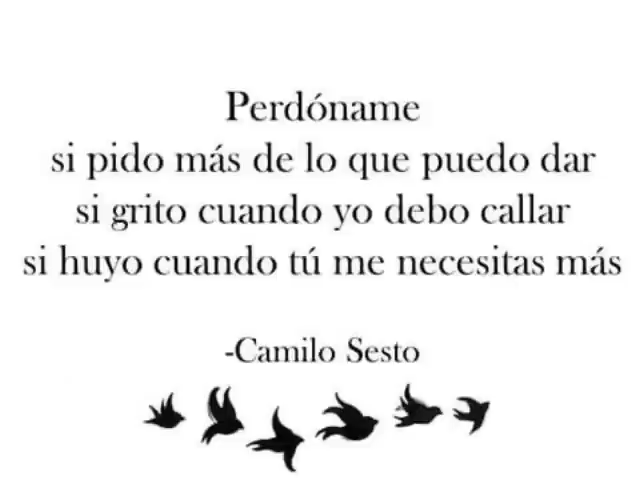 Perdóname
si pido más de lo que puedo dar
si grito cuando yo debo callar
si huyo cuando tú me necesitas más
-Camilo Sesto